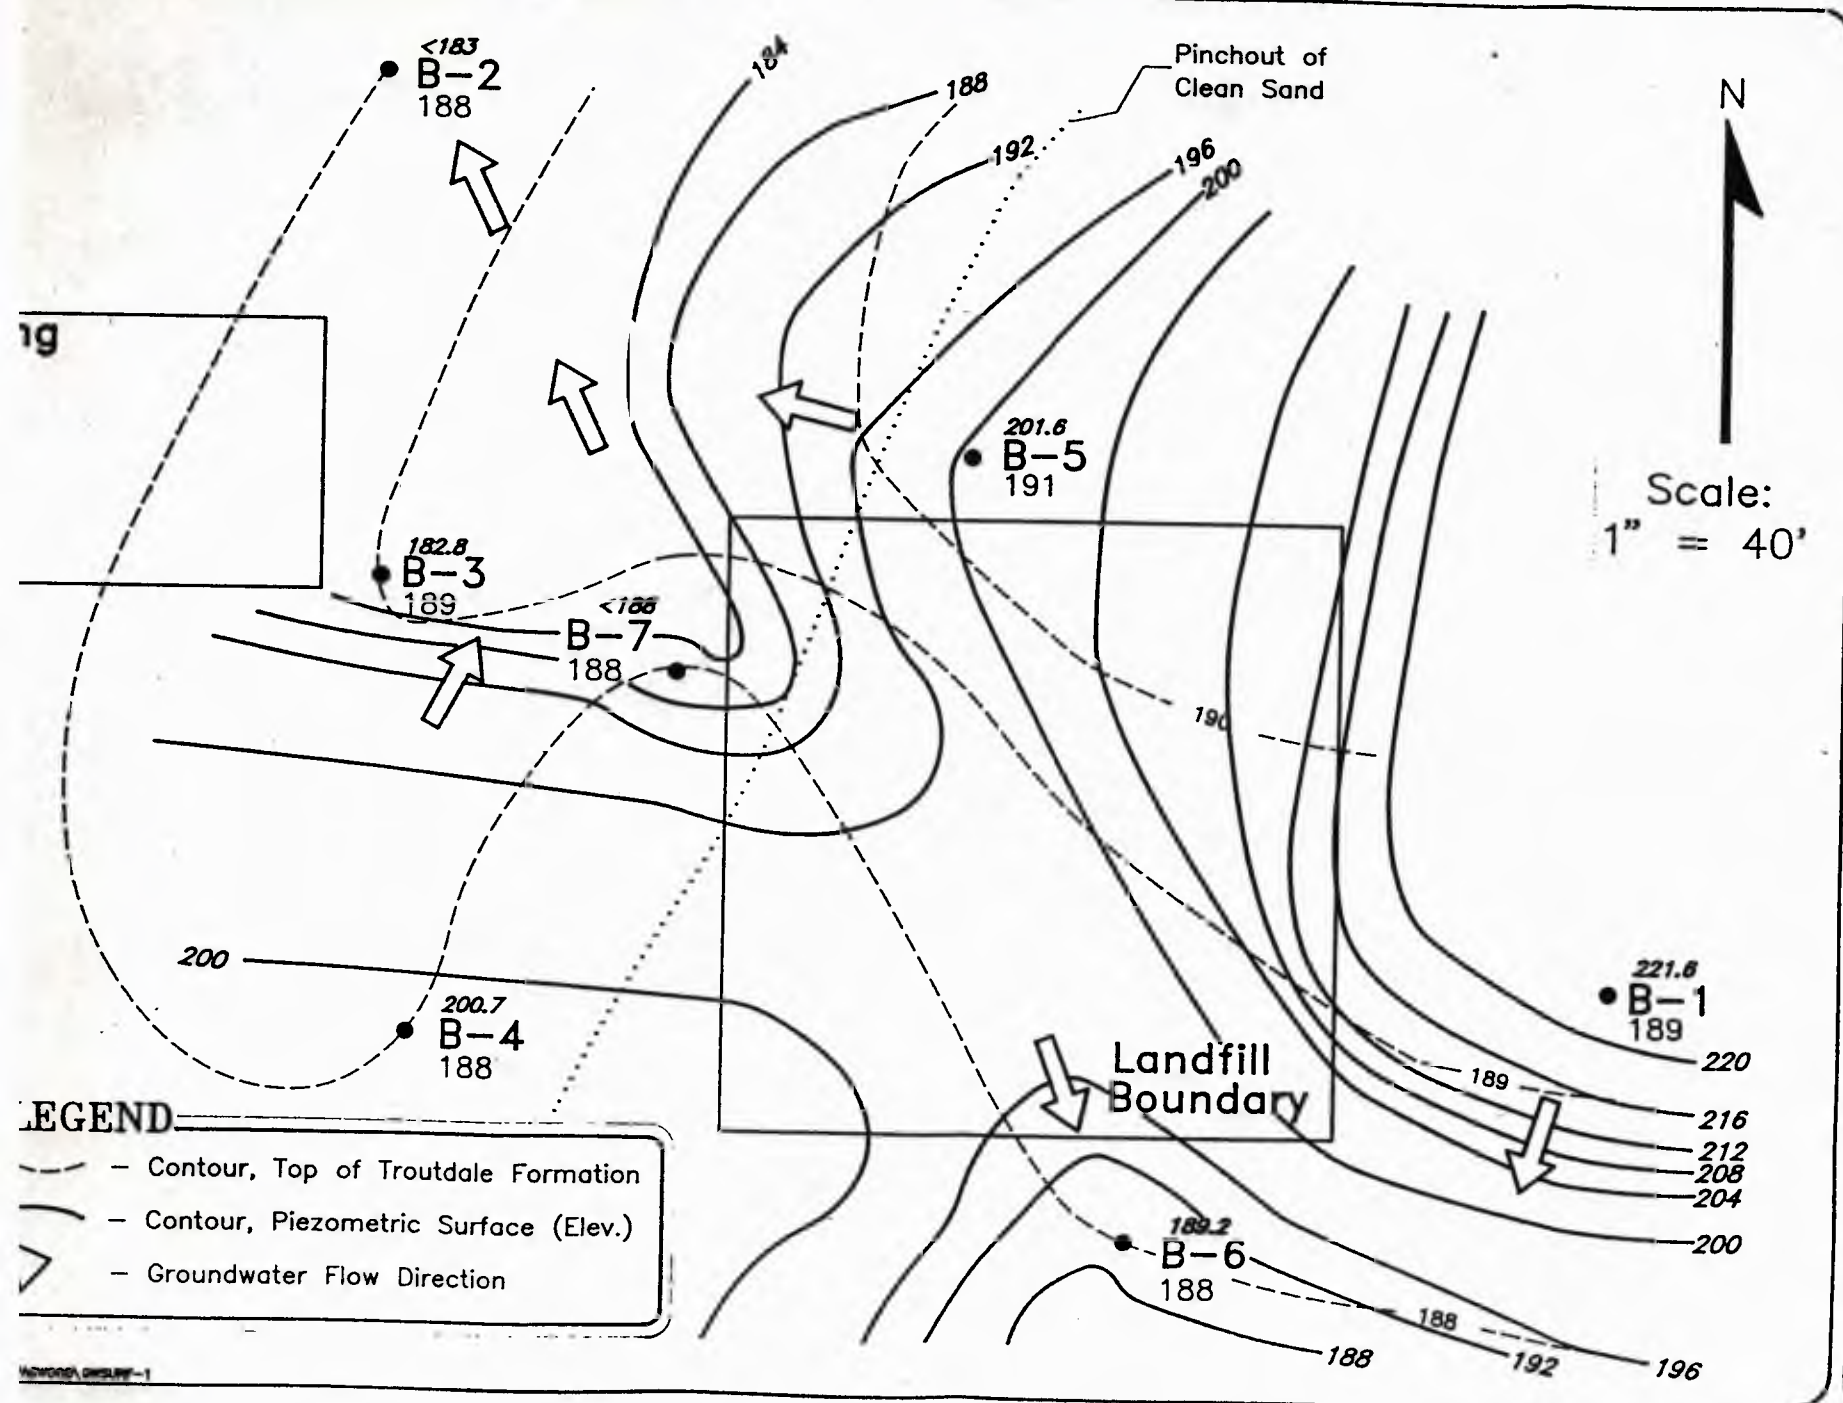 <183
B-2
188
184
188
192
196
200
Pinchout of
Clean Sand
N
ng
201.6
B-5
191
Scale:
1" = 40'
182.8
B-3
189
<188
B-7
188
190
200
200.7
B-4
188
221.6
B-1
189
220
Landfill
Boundary
189
216
212
208
204
200
LEGEND
- Contour, Top of Troutdale Formation
- Contour, Piezometric Surface (Elev.)
- Groundwater Flow Direction
189.2
B-6
188
188
188
192
196